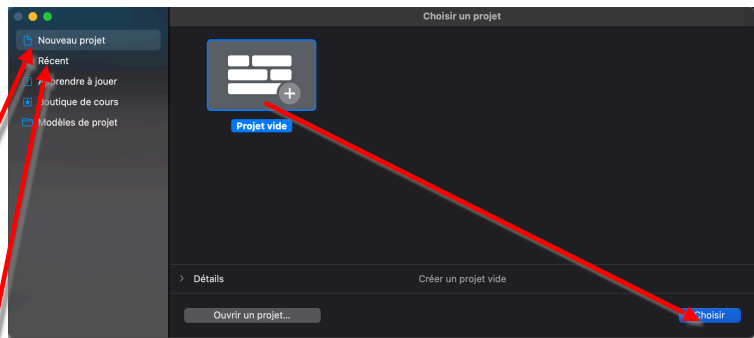 Choisir un projet
Nouveau projet
Récent
Apprendre à jouer
Boutique de cours
Modèles de projet
Projet vide
Détails
Créer un projet vide
Ouvrir un projet...
Choisir